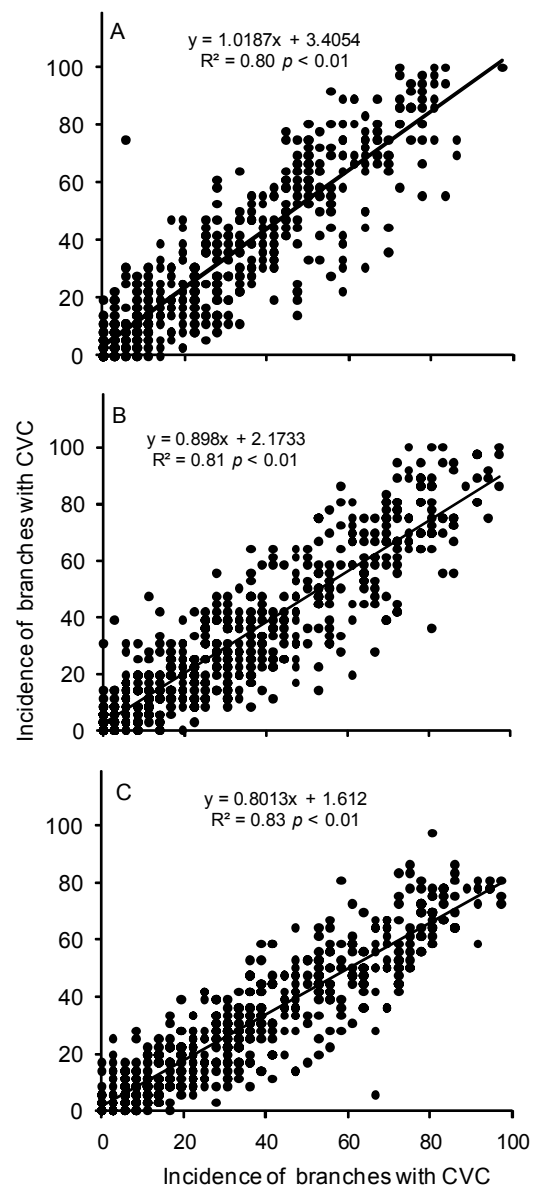 A
y = 1.0187x + 3.4054
R² = 0.80 p < 0.01
100
80
60
40
20
0
B
y = 0.898x + 2.1733
R² = 0.81 p < 0.01
100
80
60
40
20
0
Incidence of branches with CVC
C
y = 0.8013x + 1.612
R² = 0.83 p < 0.01
100
80
60
40
20
0
0 20 40 60 80 100
Incidence of branches with CVC